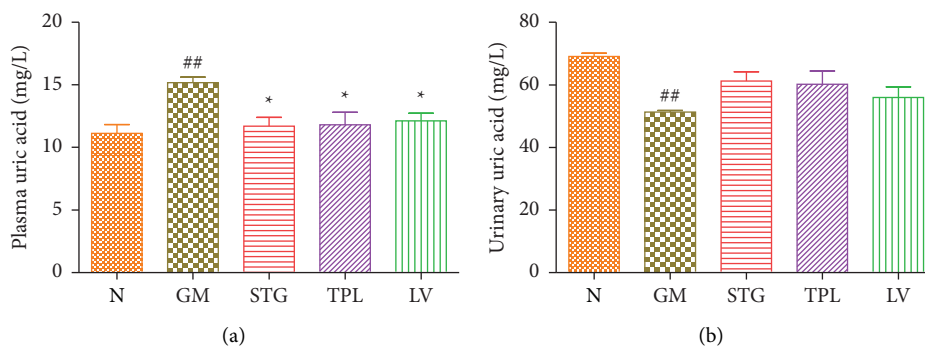 Plasma uric acid (mg/L)
20
15
10
5
0
##
*
*
*
N GM STG TPL LV
(a)
Urinary uric acid (mg/L)
80
60
40
20
0
##
N GM STG TPL LV
(b)